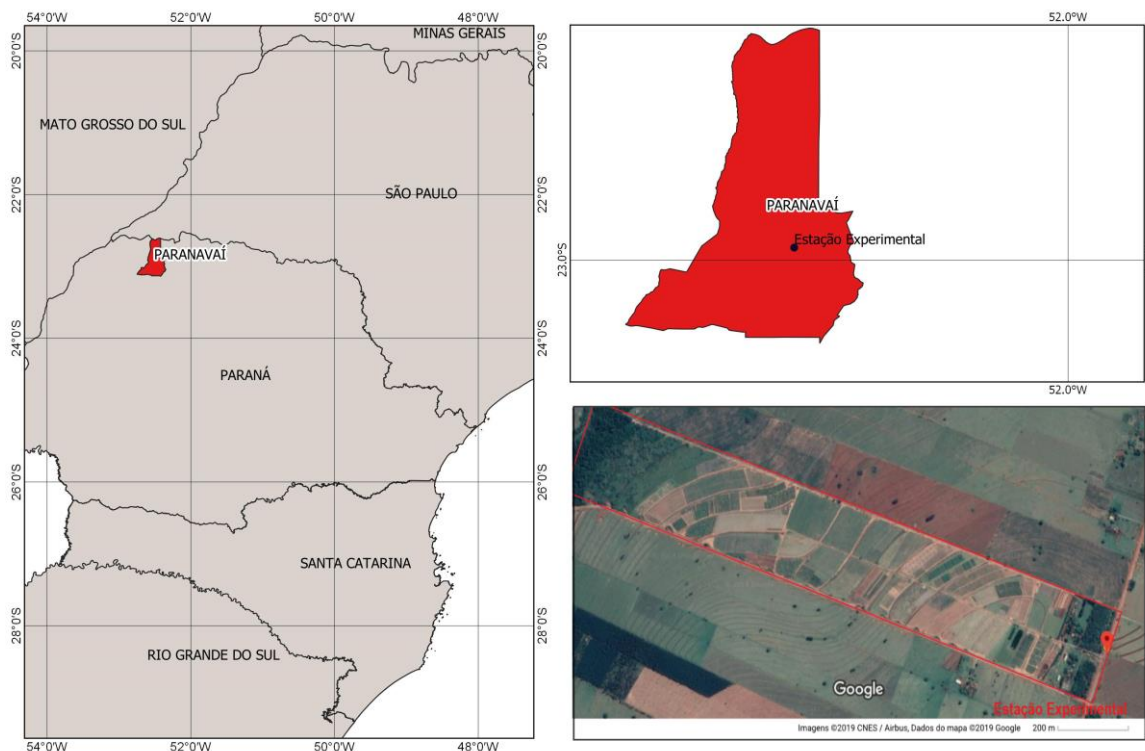 54°0'W
52°0'W
50°0'W
48°0'W
MINAS GERAIS
20°0'S
20°0'S
MATO GROSSO DO SUL
SÃO PAULO
22°0'S
22°0'S
PARANAVAÍ
24°0'S
24°0'S
PARANÁ
26°0'S
26°0'S
SANTA CATARINA
28°0'S
28°0'S
RIO GRANDE DO SUL
54°0'W
52°0'W
50°0'W
48°0'W
52.0°W
PARANAVAÍ
Estação Experimental
23.0°S
23.0°S
52.0°W
Google
Estação Experimental
Imagens ©2019 CNES / Airbus, Dados do mapa ©2019 Google 200 m